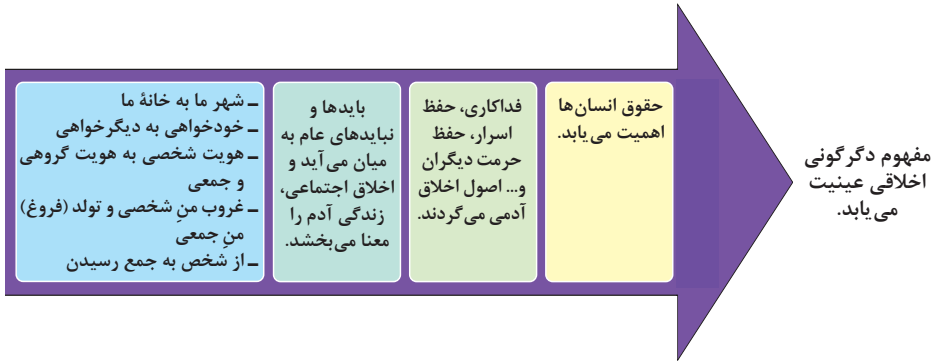 ـ شهر ما به خانهٔ ما
ـ خودخواهی به دیگرخواهی
ـ هویت شخصی به هویت گروهی
و جمعی
ـ غروب منِ شخصی و تولد (فروغ)
منِ جمعی
ـ از شخص به جمع رسیدن
بایدها و
نبایدهای عام به
میان می‌آید و
اخلاق اجتماعی،
زندگی آدم را
معنا می‌بخشد.
فداکاری، حفظ
اسرار، حفظ
حرمت دیگران
و... اصول اخلاق
آدمی می‌گردند.
حقوق انسان‌ها
اهمیت می‌یابد.
مفهوم دگرگونی
اخلاقی عینیت
می‌یابد.